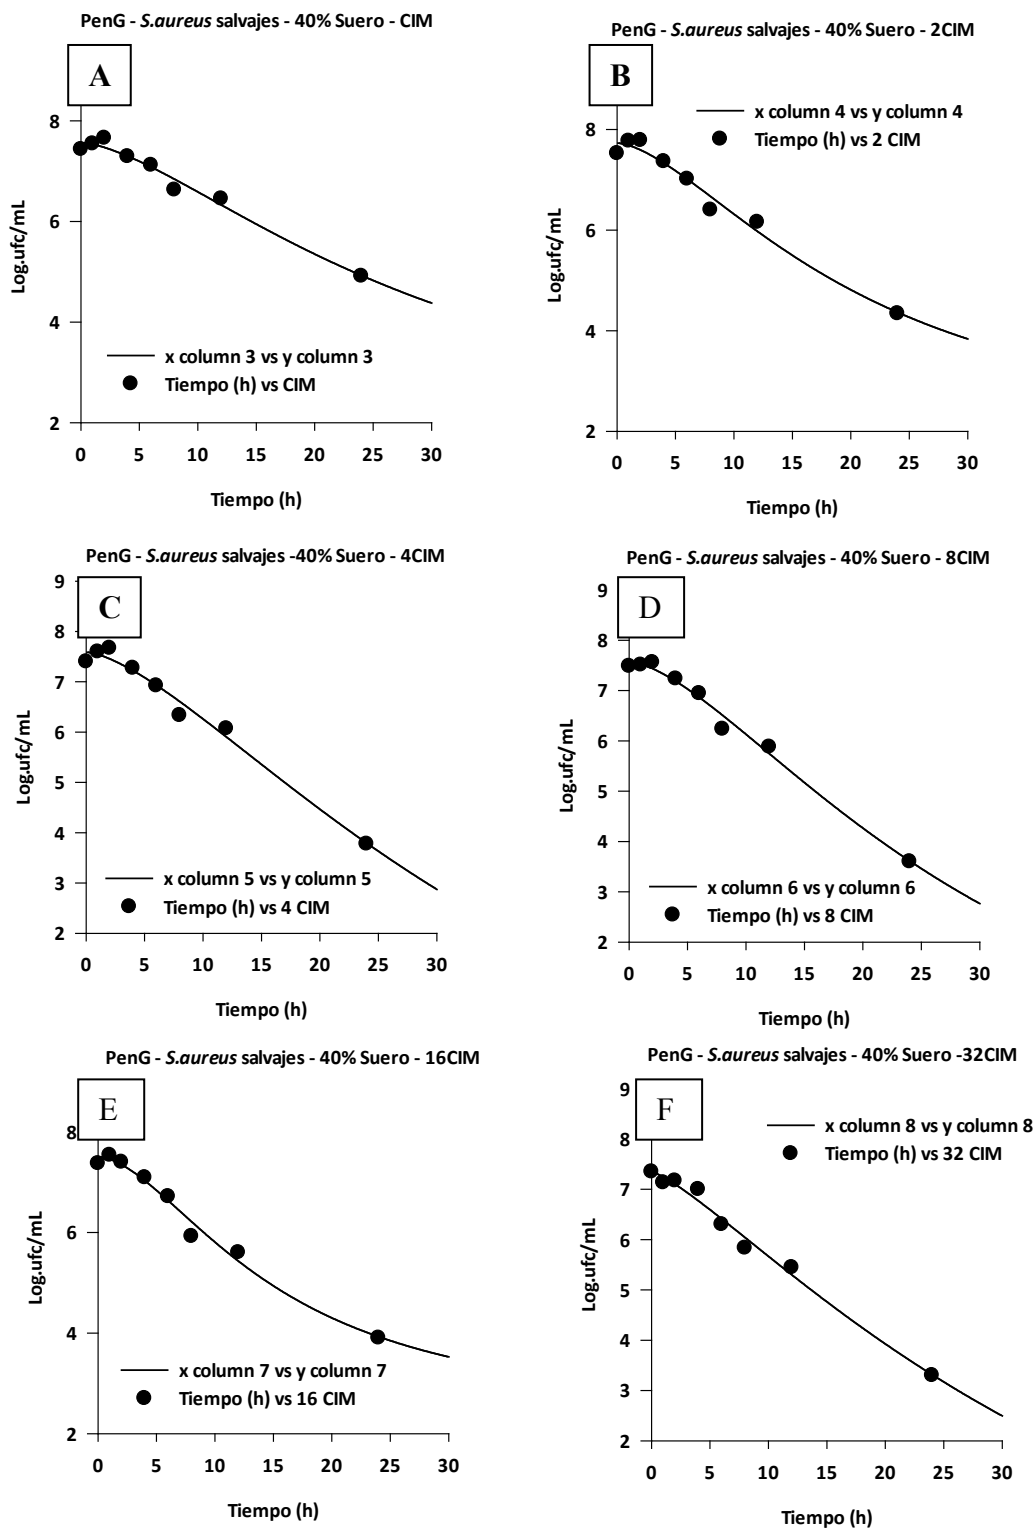 PenG - S.aureus salvajes - 40% Suero - CIM
A
8
6
4
2
Log.ufc/mL
x column 3 vs y column 3
Tiempo (h) vs CIM
0 5 10 15 20 25 30
Tiempo (h)
PenG - S.aureus salvajes - 40% Suero - 2CIM
B
x column 4 vs y column 4
Tiempo (h) vs 2 CIM
8
6
4
2
Log.ufc/mL
0 5 10 15 20 25 30
Tiempo (h)
PenG - S.aureus salvajes -40% Suero - 4CIM
C
9
8
7
6
5
4
3
2
Log.ufc/mL
x column 5 vs y column 5
Tiempo (h) vs 4 CIM
0 5 10 15 20 25 30
Tiempo (h)
PenG - S.aureus salvajes - 40% Suero - 8CIM
D
9
8
7
6
5
4
3
2
Log.ufc/mL
x column 6 vs y column 6
Tiempo (h) vs 8 CIM
0 5 10 15 20 25 30
Tiempo (h)
PenG - S.aureus salvajes - 40% Suero - 16CIM
E
8
6
4
2
Log.ufc/mL
x column 7 vs y column 7
Tiempo (h) vs 16 CIM
0 5 10 15 20 25 30
Tiempo (h)
PenG - S.aureus salvajes - 40% Suero -32CIM
F
x column 8 vs y column 8
Tiempo (h) vs 32 CIM
9
8
7
6
5
4
3
2
Log.ufc/mL
0 5 10 15 20 25 30
Tiempo (h)